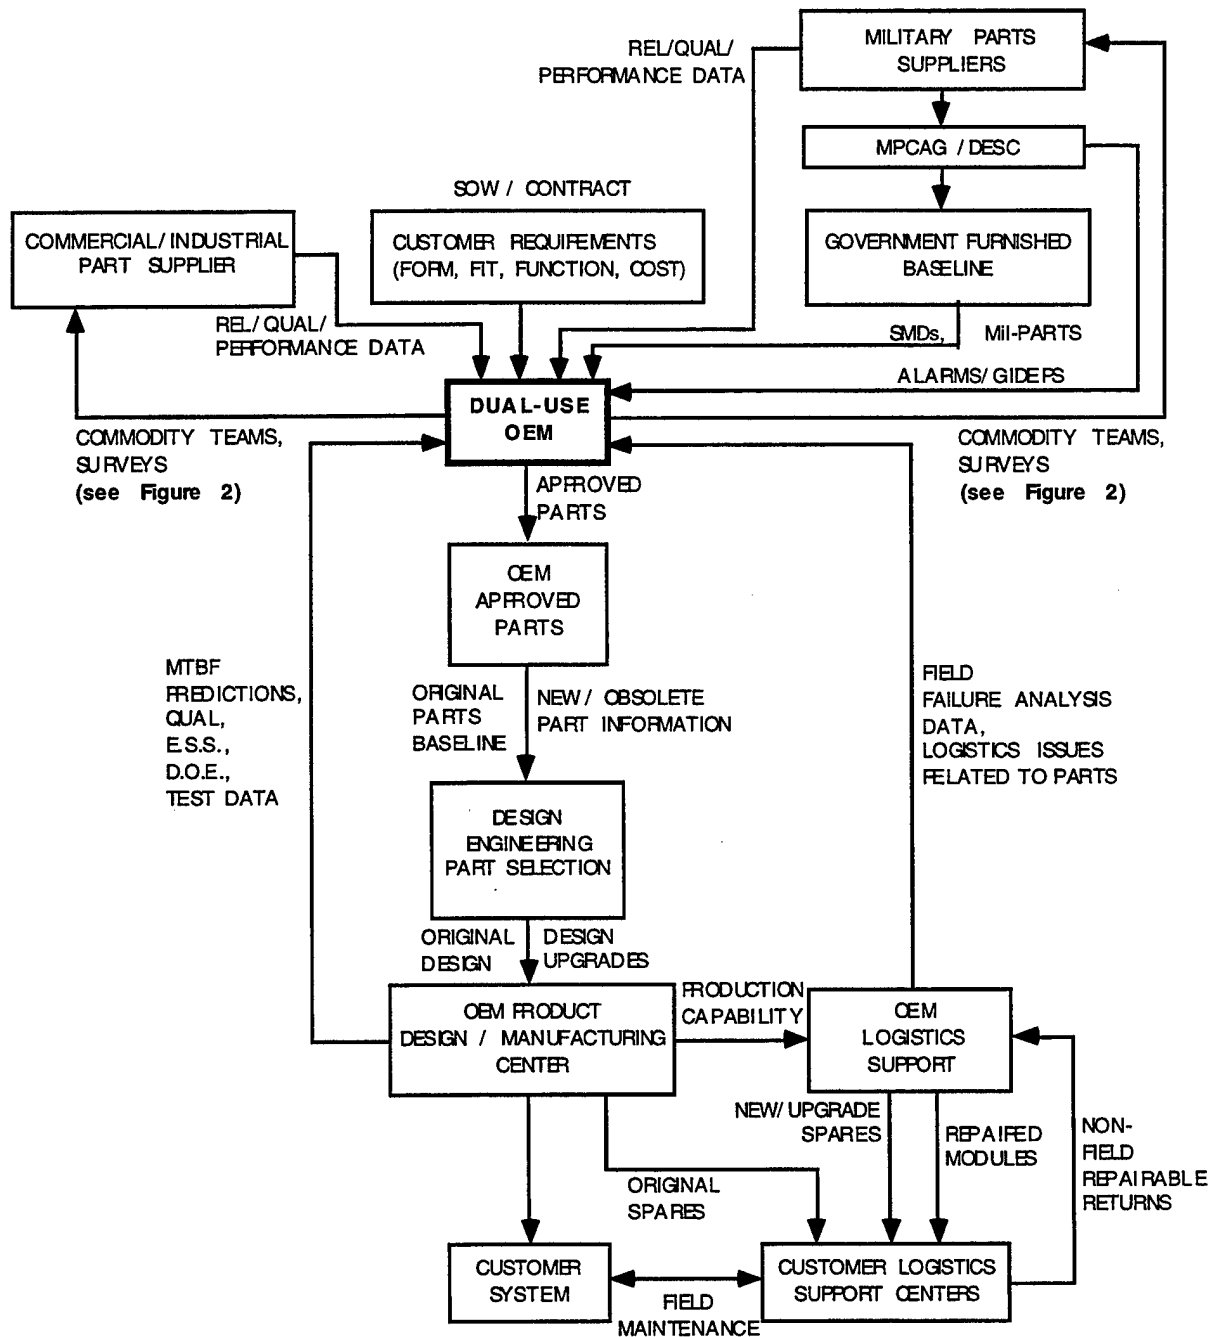 REL/QUAL/
PERFORMANCE DATA
MILITARY PARTS
SUPPLIERS
MPCAG / DESC
SOW / CONTRACT
COMMERCIAL/INDUSTRIAL
PART SUPPLIER
CUSTOMER REQUIREMENTS
(FORM, FIT, FUNCTION, COST)
GOVERNMENT FURNISHED
BASELINE
REL/QUAL/
PERFORMANCE DATA
SMDs, Mil-PARTS
ALARMS/GIDEPS
DUAL-USE
OEM
COMMODITY TEAMS,
SURVEYS
(see Figure 2)
COMMODITY TEAMS,
SURVEYS
(see Figure 2)
APPROVED
PARTS
OEM
APPROVED
PARTS
MTBF
PREDICTIONS,
QUAL,
E.S.S.,
D.O.E.,
TEST DATA
ORIGINAL
PARTS
BASELINE
NEW/ OBSOLETE
PART INFORMATION
FIELD
FAILURE ANALYSIS
DATA,
LOGISTICS ISSUES
RELATED TO PARTS
DESIGN
ENGINEERING
PART SELECTION
ORIGINAL
DESIGN
DESIGN
UPGRADES
OEM PRODUCT
DESIGN / MANUFACTURING
CENTER
PRODUCTION
CAPABILITY
OEM
LOGISTICS
SUPPORT
NEW/UPGRADE
SPARES
REPAIRED
MODULES
NON-
FIELD
REPAIRABLE
RETURNS
ORIGINAL
SPARES
CUSTOMER
SYSTEM
FIELD
MAINTENANCE
CUSTOMER LOGISTICS
SUPPORT CENTERS